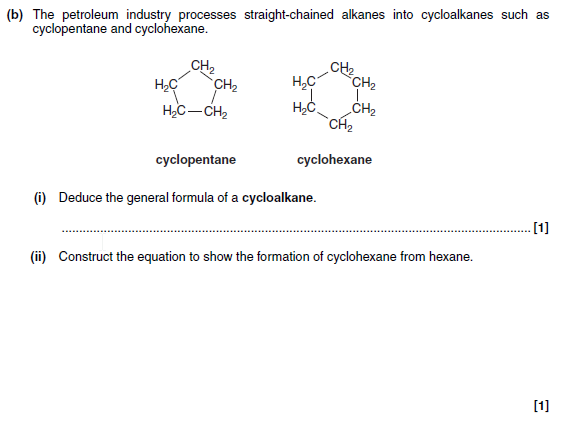 (b) The petroleum industry processes straight-chained alkanes into cycloalkanes such as
cyclopentane and cyclohexane.
CH₂
H₂C CH₂
H₂C—CH₂
CH₂
H₂C CH₂
H₂C CH₂
CH₂
cyclopentane cyclohexane
(i) Deduce the general formula of a cycloalkane.
[1]
(ii) Construct the equation to show the formation of cyclohexane from hexane.
[1]